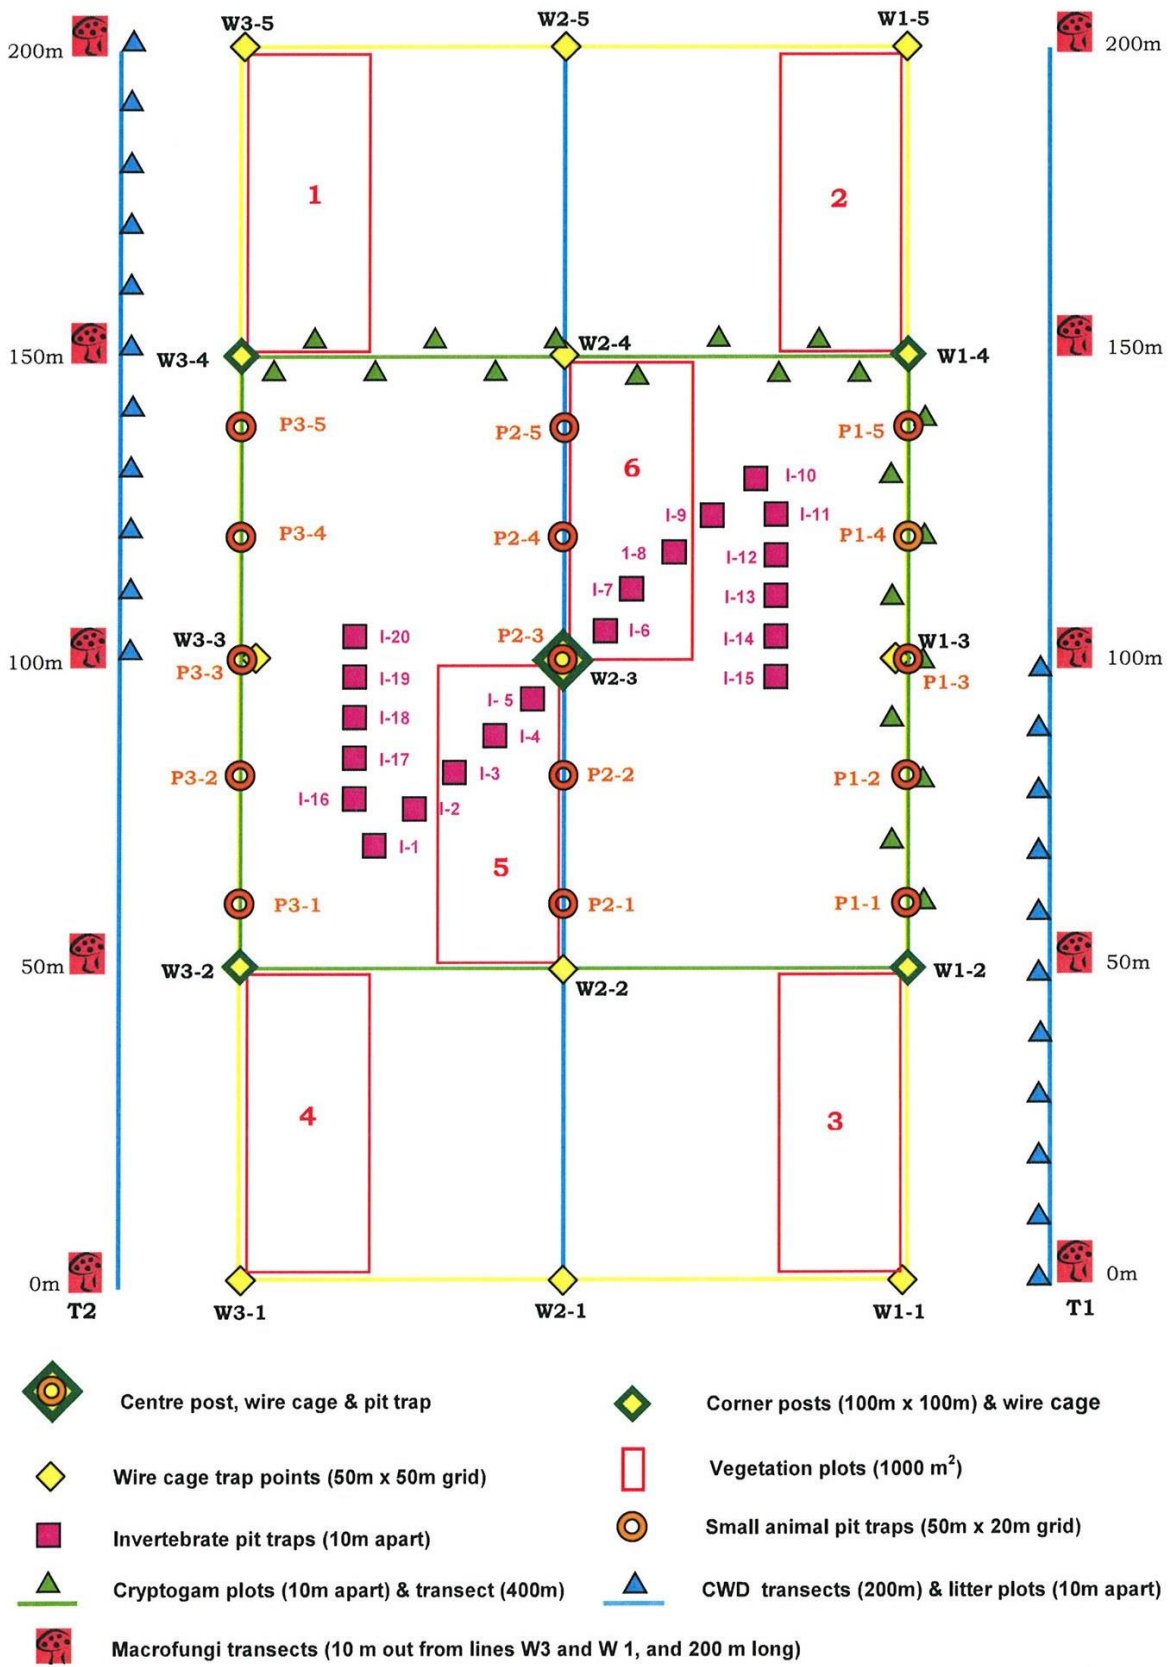 W3-5 W2-5 W1-5
200m 200m
1 2
W3-4 W2-4 W1-4
150m 150m
P3-5 P2-5 P1-5
6
I-10
I-9 I-11
P3-4 P2-4 P1-4
1-8 I-12
I-7 I-13
W3-3 I-20 P2-3 I-6 I-14 W1-3
100m P3-3 I-19 W2-3 I-15 P1-3 100m
I- 5
I-18 I-4
I-17 I-3
P3-2 P2-2 P1-2
I-16 I-2
I-1
5
P3-1 P2-1 P1-1
50m W3-2 W1-2 50m
W2-2
4 3
0m 0m
T2 W3-1 W2-1 W1-1 T1
Centre post, wire cage & pit trap
Corner posts (100m x 100m) & wire cage
Wire cage trap points (50m x 50m grid)
Vegetation plots (1000 m²)
Invertebrate pit traps (10m apart)
Small animal pit traps (50m x 20m grid)
Cryptogam plots (10m apart) & transect (400m)
CWD transects (200m) & litter plots (10m apart)
Macrofungi transects (10 m out from lines W3 and W 1, and 200 m long)